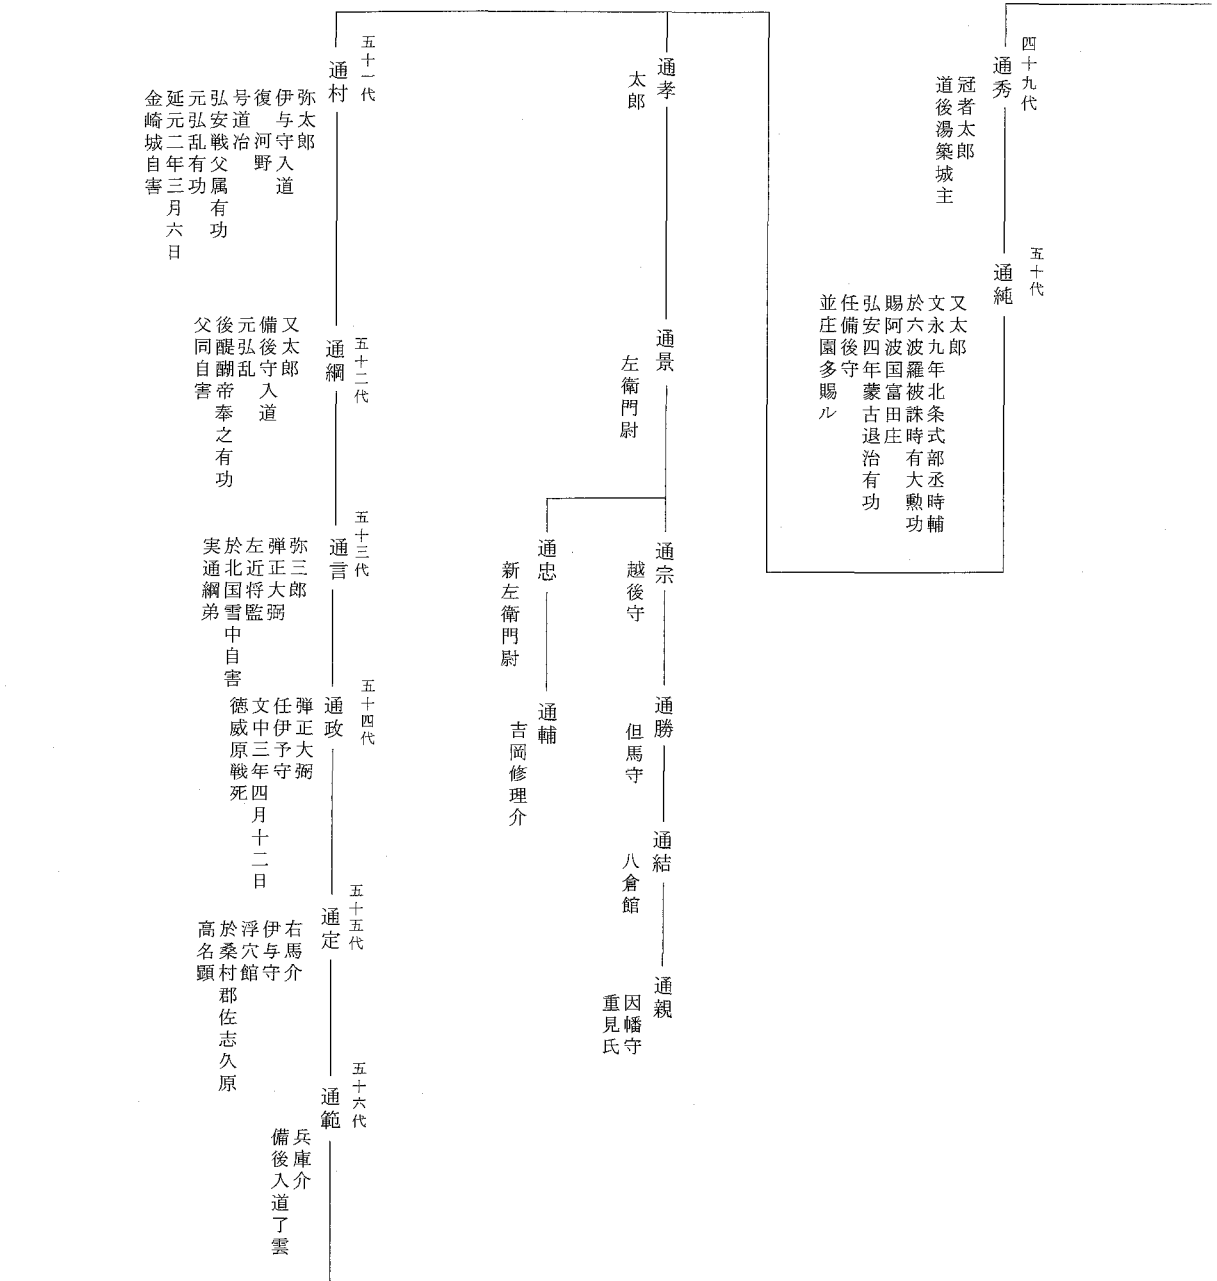 四十九代
通秀
冠者太郎
道後湯築城主
五十代
通純
又太郎
文永九年北条式部丞時輔
於六波羅被誅時有大勲功
賜阿波国富田庄
弘安四年蒙古退治有功
任備後守
並庄園多賜ル
通孝
太郎
通景
左衛門尉
通宗
越後守
通勝
但馬守
通結
八倉館
通親
因幡守
重見氏
通忠
新左衛門尉
通輔
吉岡修理介
五十一代
通村
弥太郎
伊与守入道
復 河野
号道冶
弘安戦父属有功
元弘乱有功
延元二年三月六日
金崎城自害
五十二代
通綱
又太郎
備後守入道
元弘乱
後醍醐帝奉之有功
父同自害
五十三代
通言
弥三郎
弾正大弼
左近将監
於北国雪中自害
実通綱弟
五十四代
通政
弾正大弼
任伊予守
文中三年四月十二日
徳威原戦死
五十五代
通定
右馬介
伊与守
浮穴館
於桑村郡佐志久原
高名顕
五十六代
通範
兵庫介
備後入道了雲